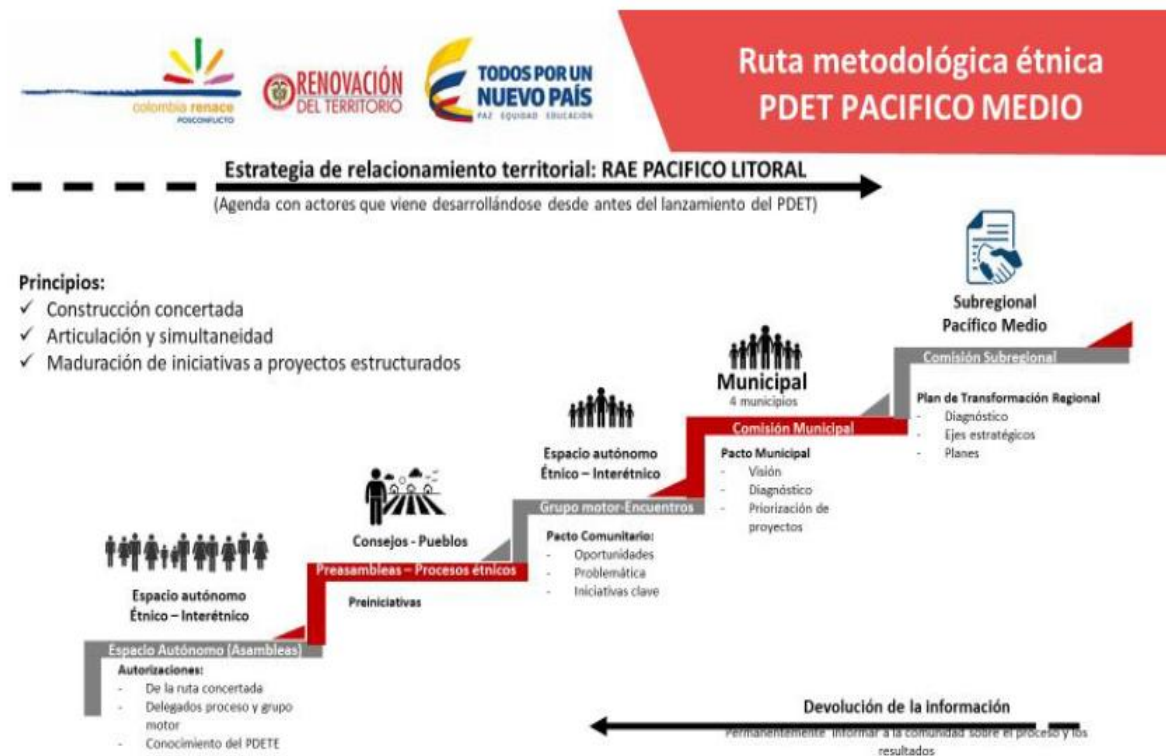 colombia renace
POSCONFLICTO
RENOVACIÓN
DEL TERRITORIO
TODOS POR UN
NUEVO PAÍS
PAZ EQUIDAD EDUCACIÓN
Ruta metodológica étnica
PDET PACIFICO MEDIO
Estrategia de relacionamiento territorial: RAE PACIFICO LITORAL
(Agenda con actores que viene desarrollándose desde antes del lanzamiento del PDET)
Principios:
✓ Construcción concertada
✓ Articulación y simultaneidad
✓ Maduración de iniciativas a proyectos estructurados
Espacio autónomo
Étnico – Interétnico
Espacio Autónomo (Asambleas)
Autorizaciones:
- De la ruta concertada
- Delegados proceso y grupo
motor
- Conocimiento del PDETE
Consejos - Pueblos
Preasambleas – Procesos étnicos
Preiniciativas
Espacio autónomo
Étnico – Interétnico
Grupo motor-Encuentros
Pacto Comunitario:
- Oportunidades
- Problemática
- Iniciativas clave
Municipal
4 municipios
Comisión Municipal
Pacto Municipal
- Visión
- Diagnóstico
- Priorización de
proyectos
Subregional
Pacífico Medio
Comisión Subregional
Plan de Transformación Regional
- Diagnóstico
- Ejes estratégicos
- Planes
Devolución de la información
Permanentemente informar a la comunidad sobre el proceso y los
resultados